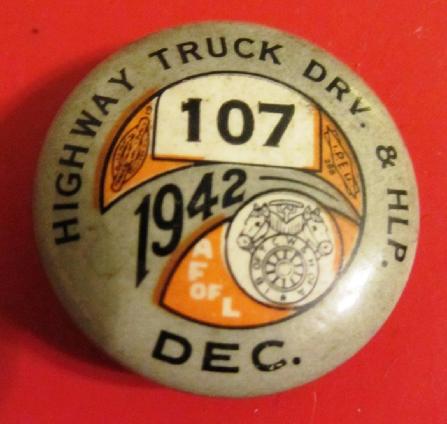 HIGHWAY TRUCK DRV. & HLP.
107
1942
A
F
OF L
DEC.